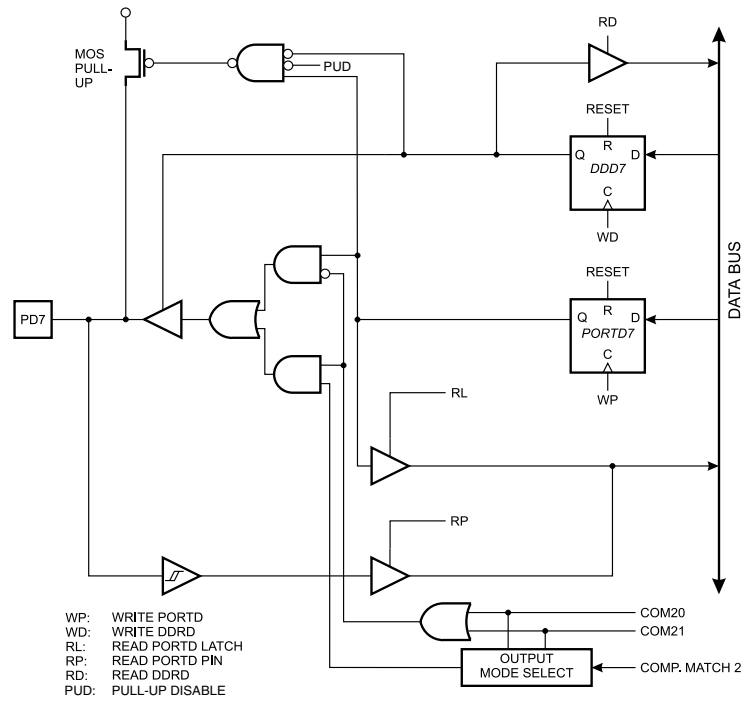 RD
MOS
PULL-
UP
PUD
RESET
R
Q
D
DDD7
C
WD
RESET
R
Q
D
PORTD7
C
WP
DATA BUS
PD7
RL
RP
WP: WRITE PORTD
WD: WRITE DDRD
RL: READ PORTD LATCH
RP: READ PORTD PIN
RD: READ DDRD
PUD: PULL-UP DISABLE
COM20
COM21
OUTPUT
MODE SELECT
COMP. MATCH 2